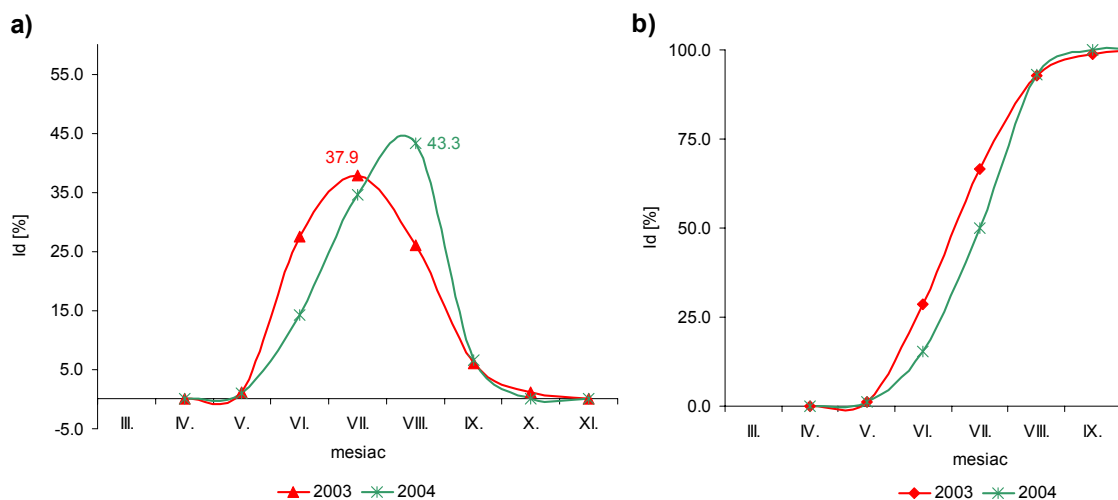 a)
Id [%]
55.0
45.0
35.0
25.0
15.0
5.0
-5.0
37.9
43.3
III. IV. V. VI. VII. VIII. IX. X. XI.
mesiac
2003 2004
b)
Id [%]
100.0
75.0
50.0
25.0
0.0
III. IV. V. VI. VII. VIII. IX.
mesiac
2003 2004